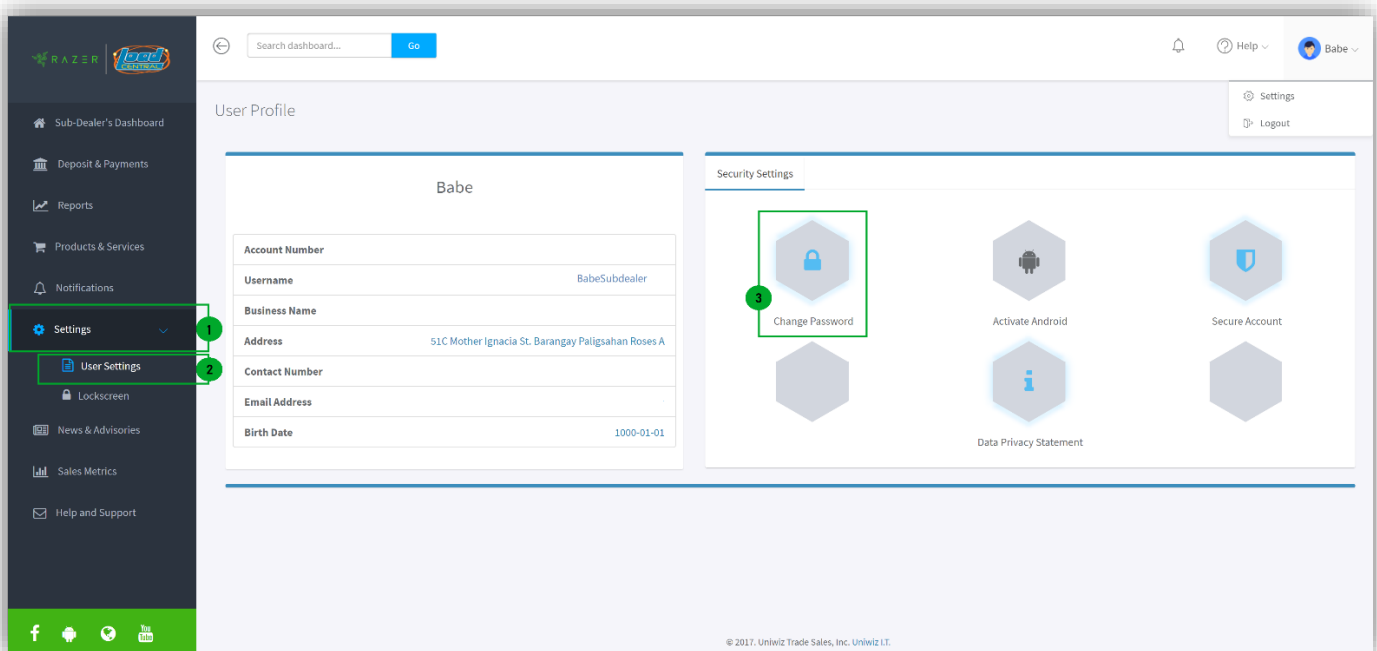 RAZER
load
CENTRAL
Search dashboard...
Go
Help
Babe
Settings
Logout
Sub-Dealer's Dashboard
Deposit & Payments
Reports
Products & Services
Notifications
Settings
1
User Settings
2
Lockscreen
News & Advisories
Sales Metrics
Help and Support
You
Tube
User Profile
Babe
Account Number
Username BabeSubdealer
Business Name
Address 51C Mother Ignacia St. Barangay Paligsahan Roses A
Contact Number
Email Address
Birth Date 1000-01-01
Security Settings
3
Change Password
Activate Android
Secure Account
Data Privacy Statement
© 2017. Uniwiz Trade Sales, Inc. Uniwiz I.T.